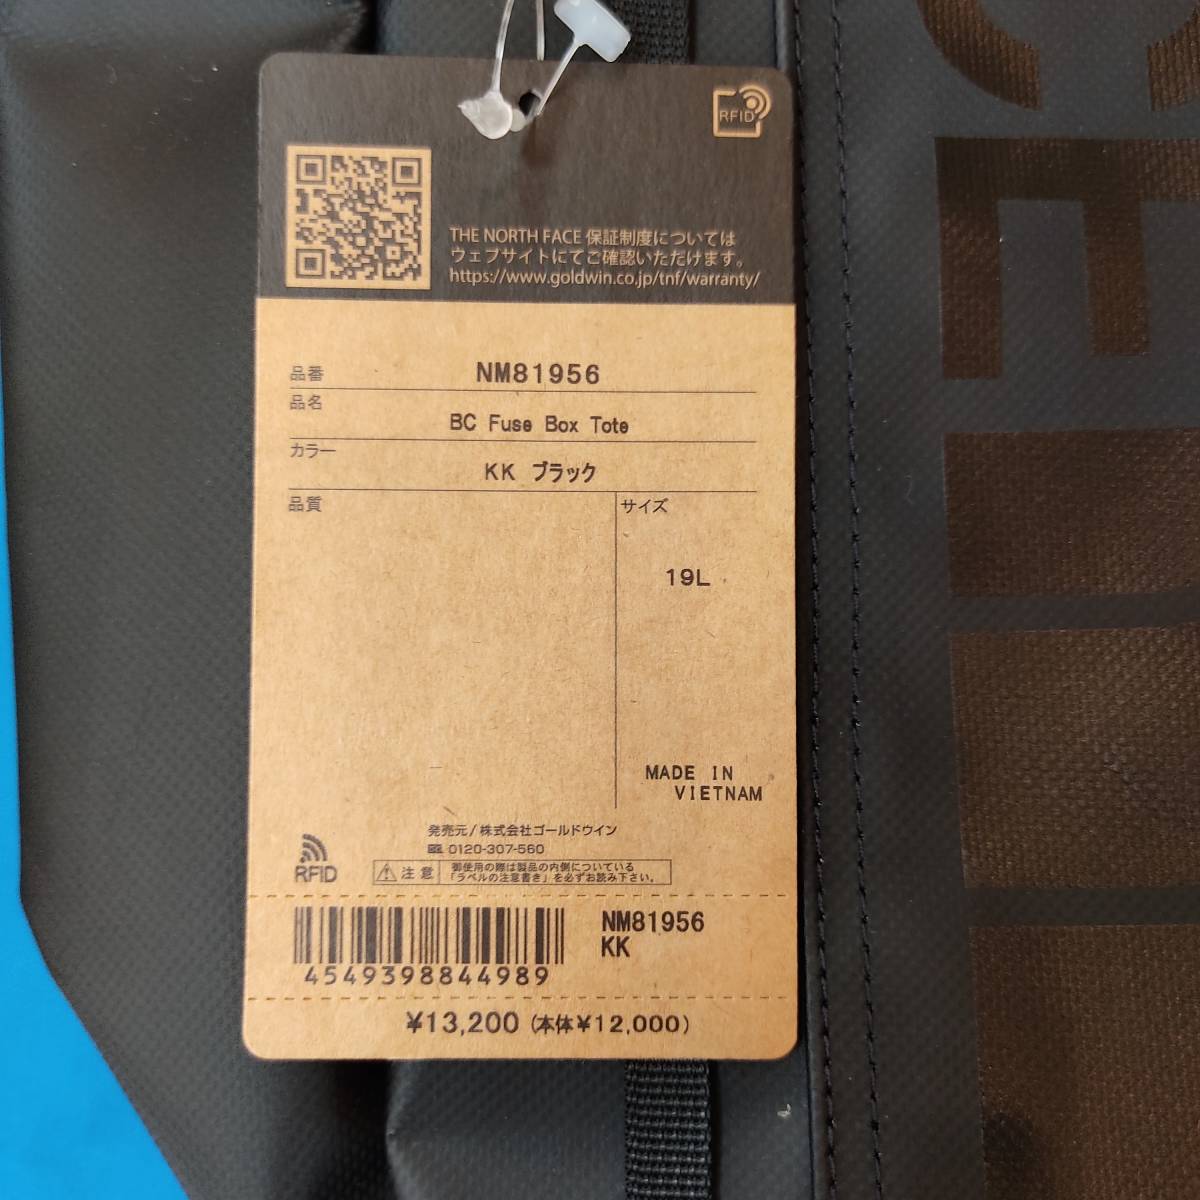 RFID
THE NORTH FACE 保証制度については
ウェブサイトにてご確認いただけます。
https://www.goldwin.co.jp/tnf/warranty/
品番 NM81956
品名
BC Fuse Box Tote
カラー
KK ブラック
品質
サイズ
19L
MADE IN
VIETNAM
発売元/株式会社ゴールドウイン
0120-307-560
RFID
注意
御使用の際は製品の内側についている
「ラベルの注意書き」を必ずお読み下さい。
4549398844989
NM81956
KK
¥13,200 (本体¥12,000)
CE